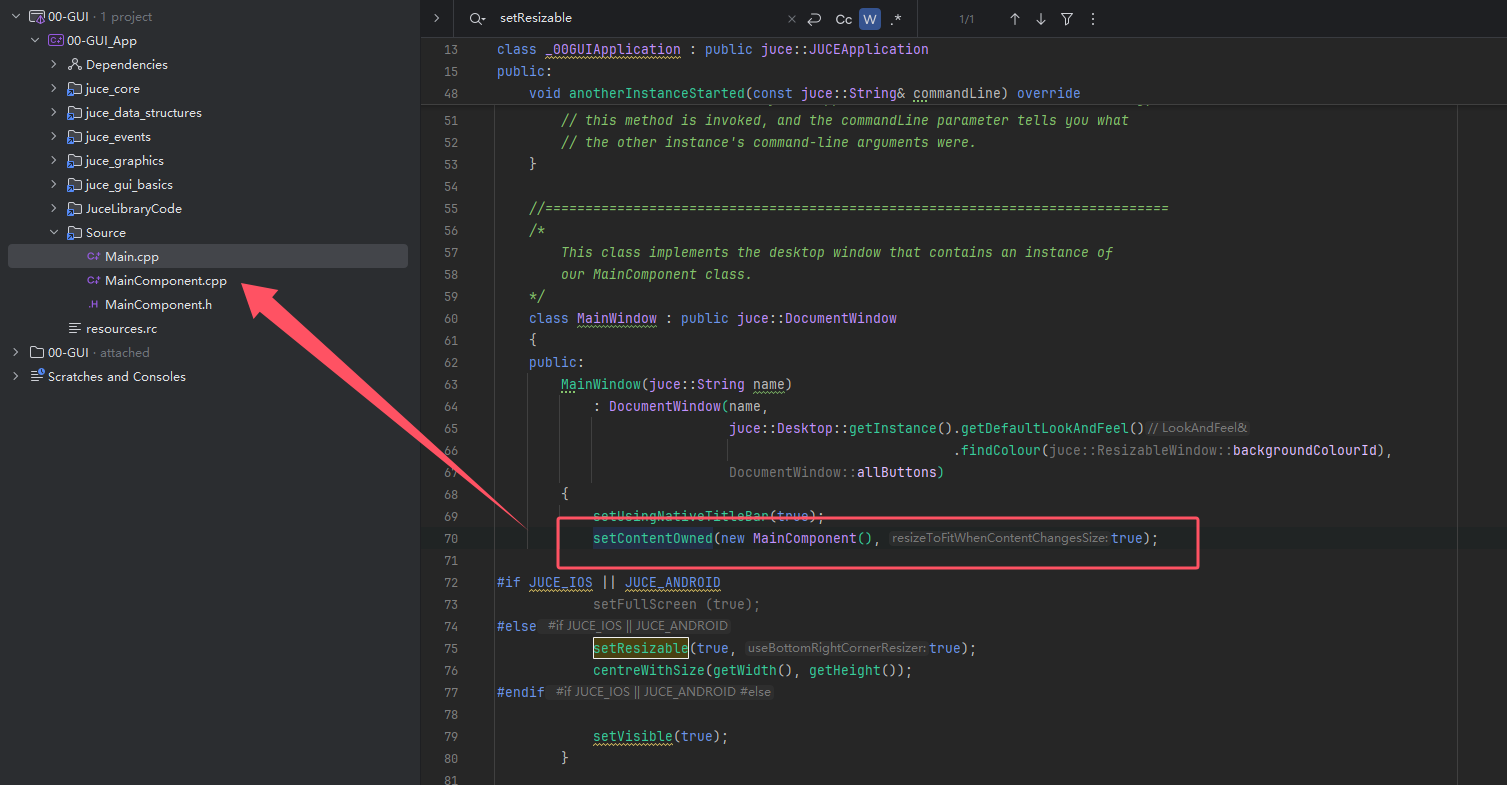 00-GUI · 1 project
00-GUI_App
Dependencies
juce_core
juce_data_structures
juce_events
juce_graphics
juce_gui_basics
JuceLibraryCode
Source
Main.cpp
MainComponent.cpp
MainComponent.h
resources.rc
00-GUI · attached
Scratches and Consoles
setResizable × Cc W .* 1/1
13 class _00GUIApplication : public juce::JUCEApplication
15 public:
48 void anotherInstanceStarted(const juce::String& commandLine) override
51 // this method is invoked, and the commandLine parameter tells you what
52 // the other instance's command-line arguments were.
53 }
54
55 //==============================================================================
56 /*
57 This class implements the desktop window that contains an instance of
58 our MainComponent class.
59 */
60 class MainWindow : public juce::DocumentWindow
61 {
62 public:
63 MainWindow(juce::String name)
64 : DocumentWindow(name,
65 juce::Desktop::getInstance().getDefaultLookAndFeel() // LookAndFeel&
66 .findColour(juce::ResizableWindow::backgroundColourId),
67 DocumentWindow::allButtons)
68 {
69 setUsingNativeTitleBar(true);
70 setContentOwned(new MainComponent(), resizeToFitWhenContentChangesSize: true);
71
72 #if JUCE_IOS || JUCE_ANDROID
73 setFullScreen (true);
74 #else #if JUCE_IOS || JUCE_ANDROID
75 setResizable(true, useBottomRightCornerResizer: true);
76 centreWithSize(getWidth(), getHeight());
77 #endif #if JUCE_IOS || JUCE_ANDROID #else
78
79 setVisible(true);
80 }
81